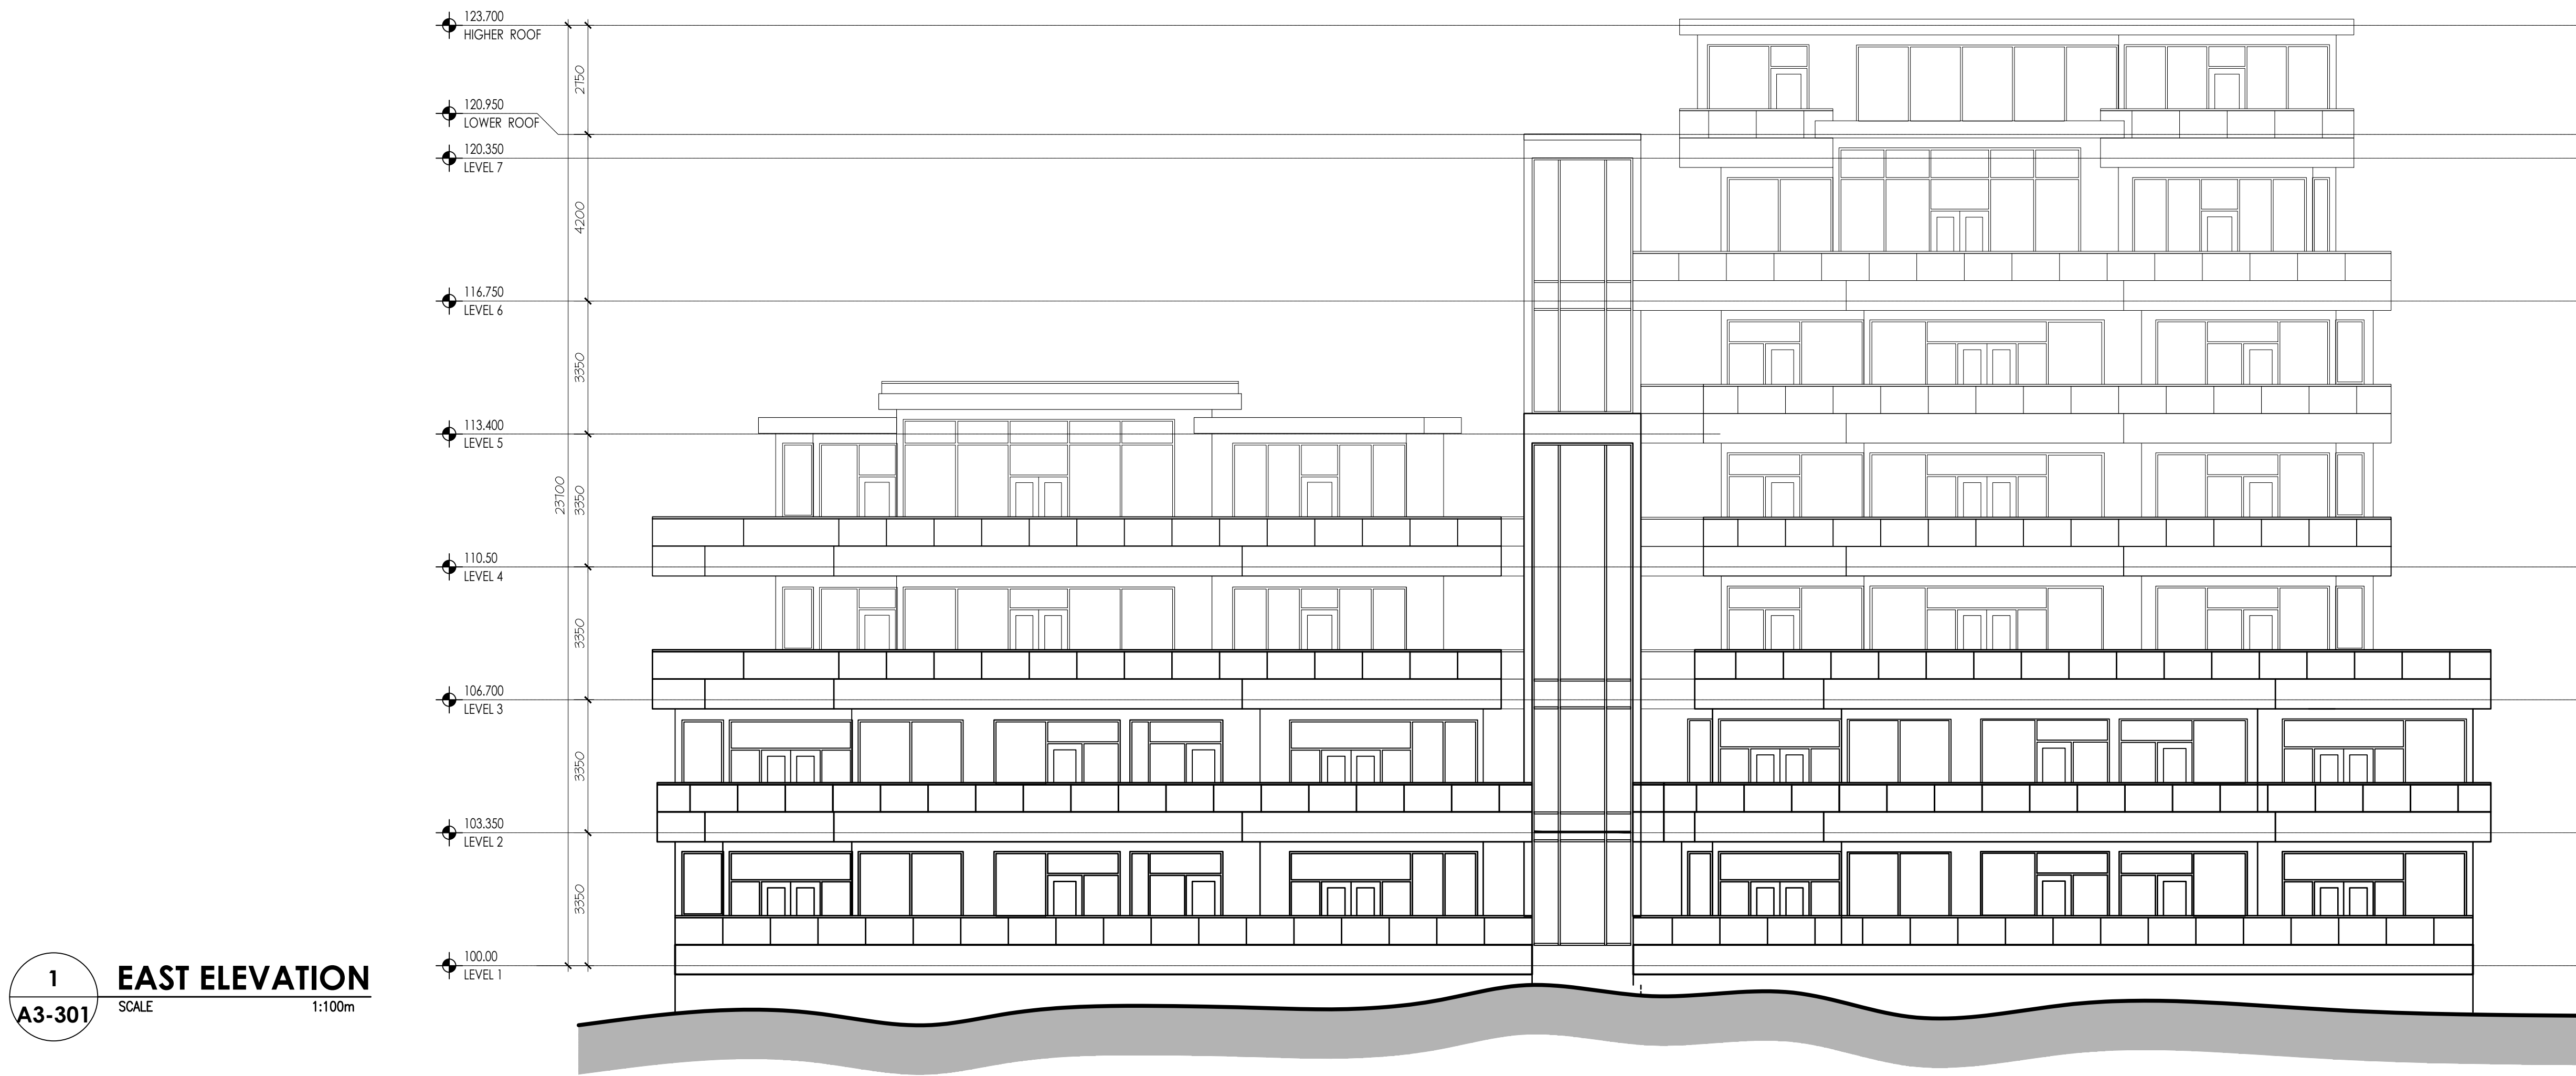 123.700
HIGHER ROOF
2750
120.950
LOWER ROOF
120.350
LEVEL 7
4200
116.750
LEVEL 6
3350
113.400
LEVEL 5
23700
3350
110.50
LEVEL 4
3350
106.700
LEVEL 3
3350
103.350
LEVEL 2
3350
100.00
LEVEL 1
1
A3-301
EAST ELEVATION
SCALE 1:100m